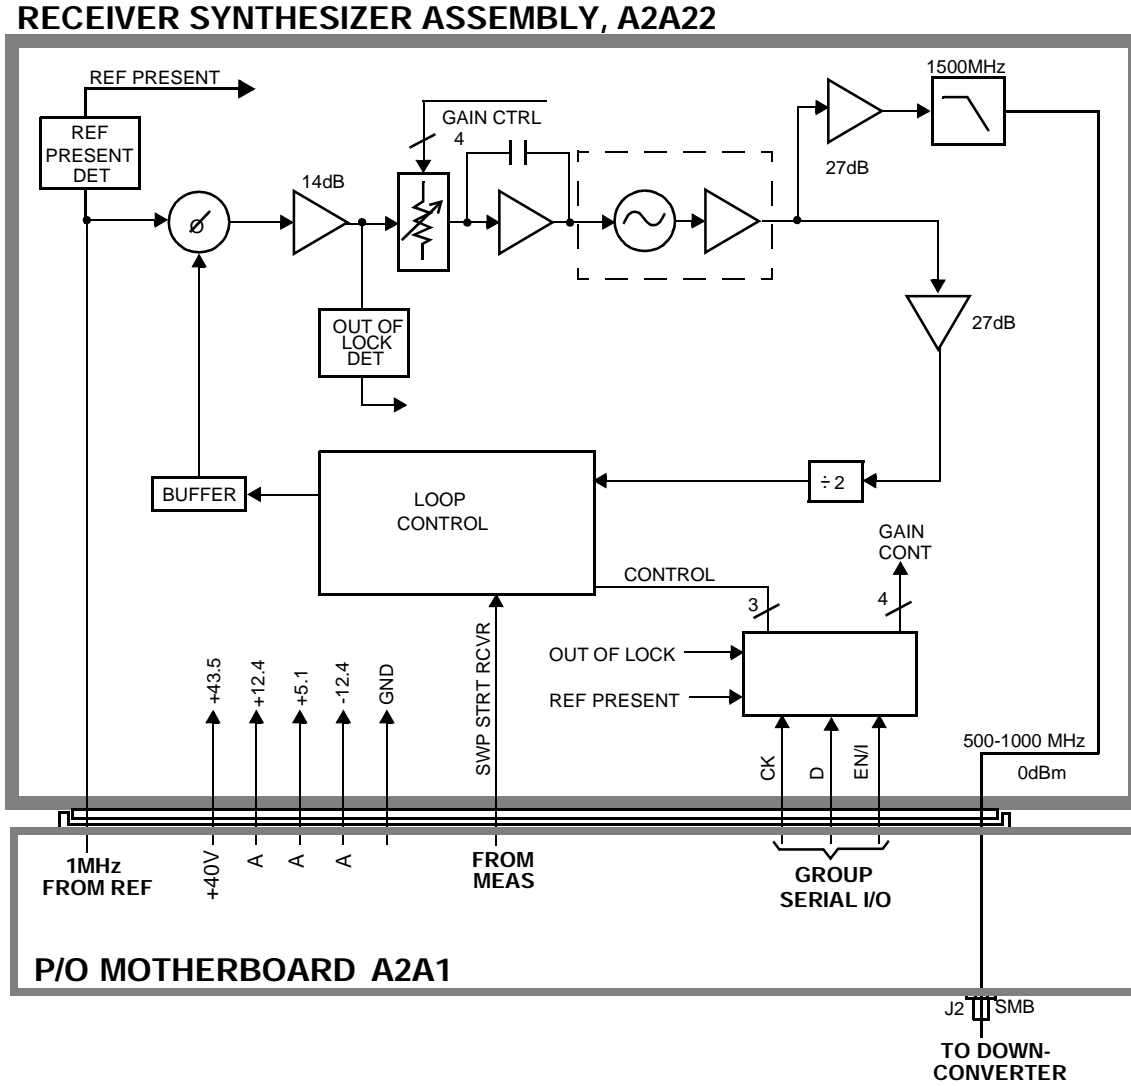 RECEIVER SYNTHESIZER ASSEMBLY, A2A22
REF PRESENT
REF
PRESENT
DET
14dB
GAIN CTRL
4
1500MHz
27dB
27dB
OUT OF
LOCK
DET
BUFFER
LOOP
CONTROL
÷2
GAIN
CONT
CONTROL
3
4
OUT OF LOCK
REF PRESENT
+43.5
+12.4
+5.1
-12.4
GND
SWP STRT RCVR
CK
D
EN/I
500-1000 MHz
0dBm
1MHz
FROM REF
+40V
A
A
A
FROM
MEAS
GROUP
SERIAL I/O
P/O MOTHERBOARD A2A1
J2
SMB
TO DOWN-
CONVERTER